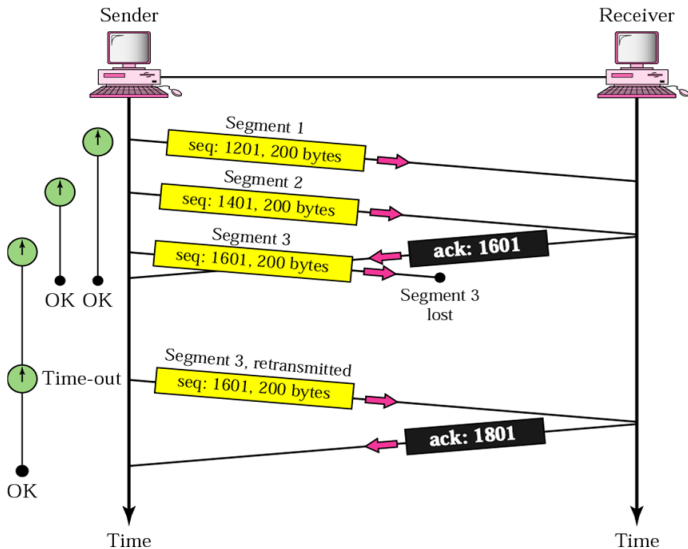 Sender
Receiver
Segment 1
seq: 1201, 200 bytes
Segment 2
seq: 1401, 200 bytes
Segment 3
ack: 1601
seq: 1601, 200 bytes
OK OK
Segment 3
lost
Segment 3, retransmitted
Time-out
seq: 1601, 200 bytes
ack: 1801
OK
Time
Time